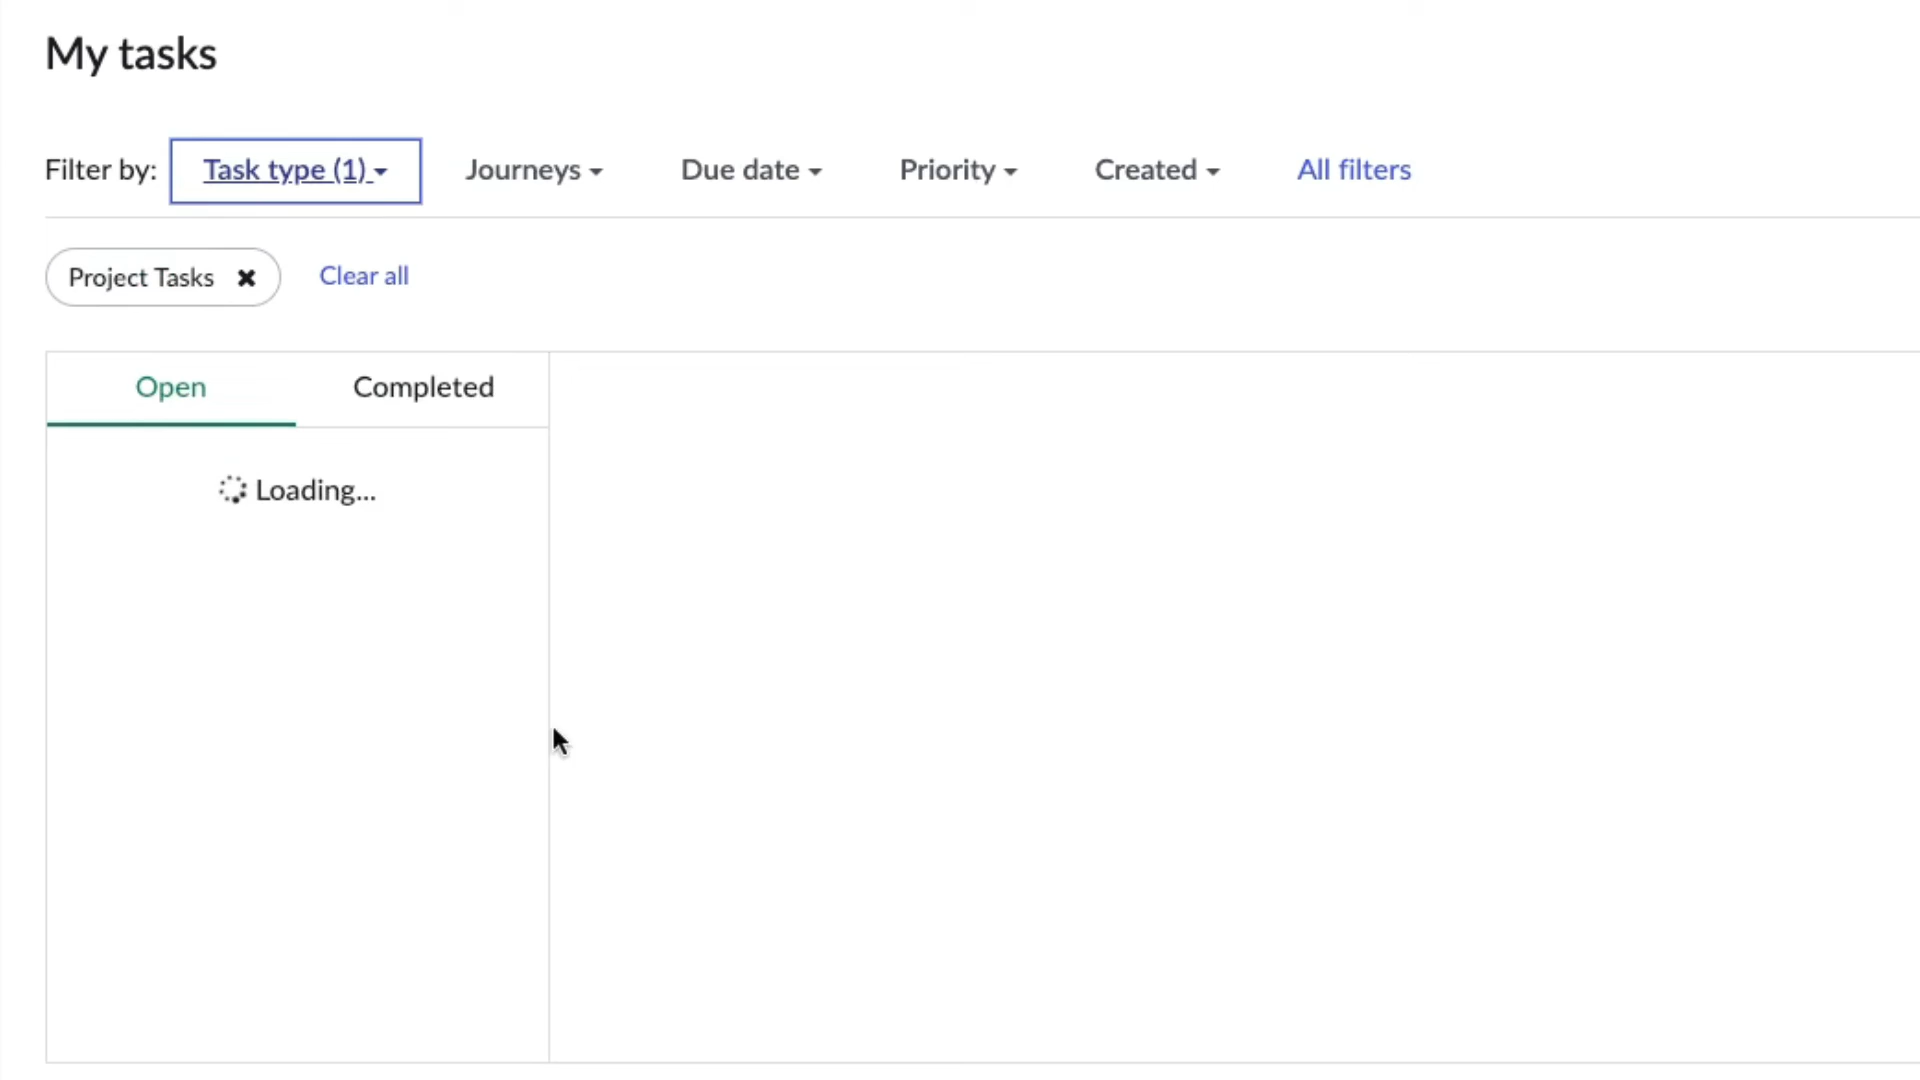 My tasks
Filter by: Task type (1) Journeys Due date Priority Created All filters
Project Tasks Clear all
Open Completed
Loading...